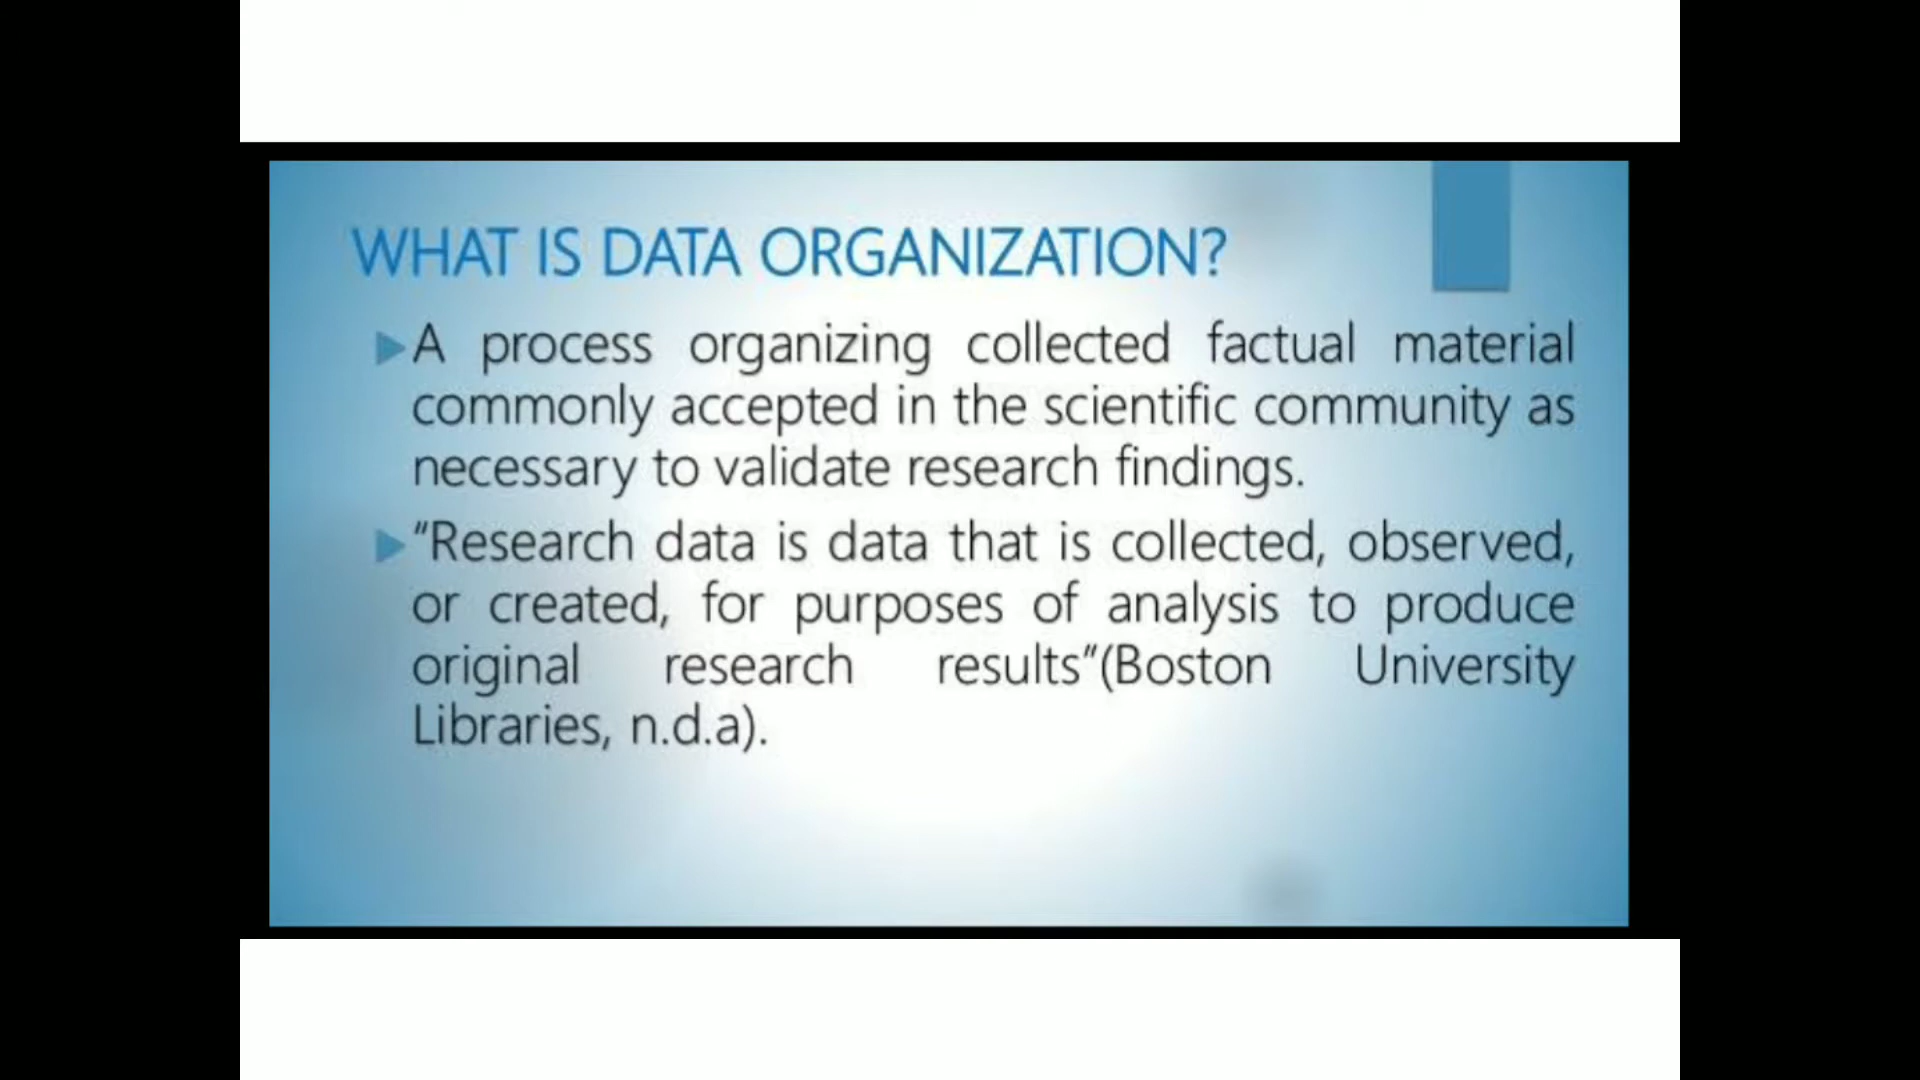 WHAT IS DATA ORGANIZATION?
A process organizing collected factual material
commonly accepted in the scientific community as
necessary to validate research findings.
"Research data is data that is collected, observed,
or created, for purposes of analysis to produce
original research results"(Boston University
Libraries, n.d.a).